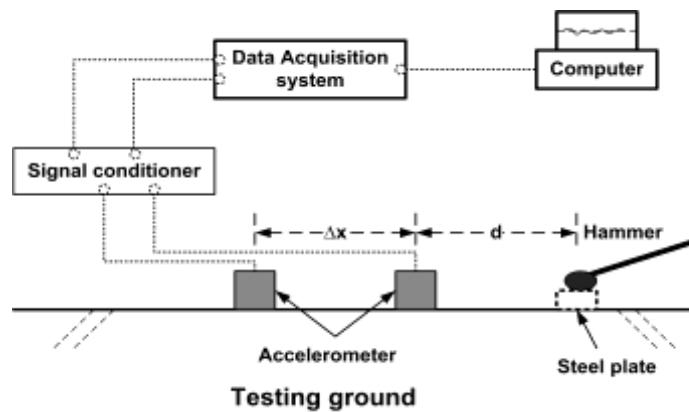 Data Acquisition
system
Computer
Signal conditioner
Δx
d
Hammer
Accelerometer
Steel plate
Testing ground